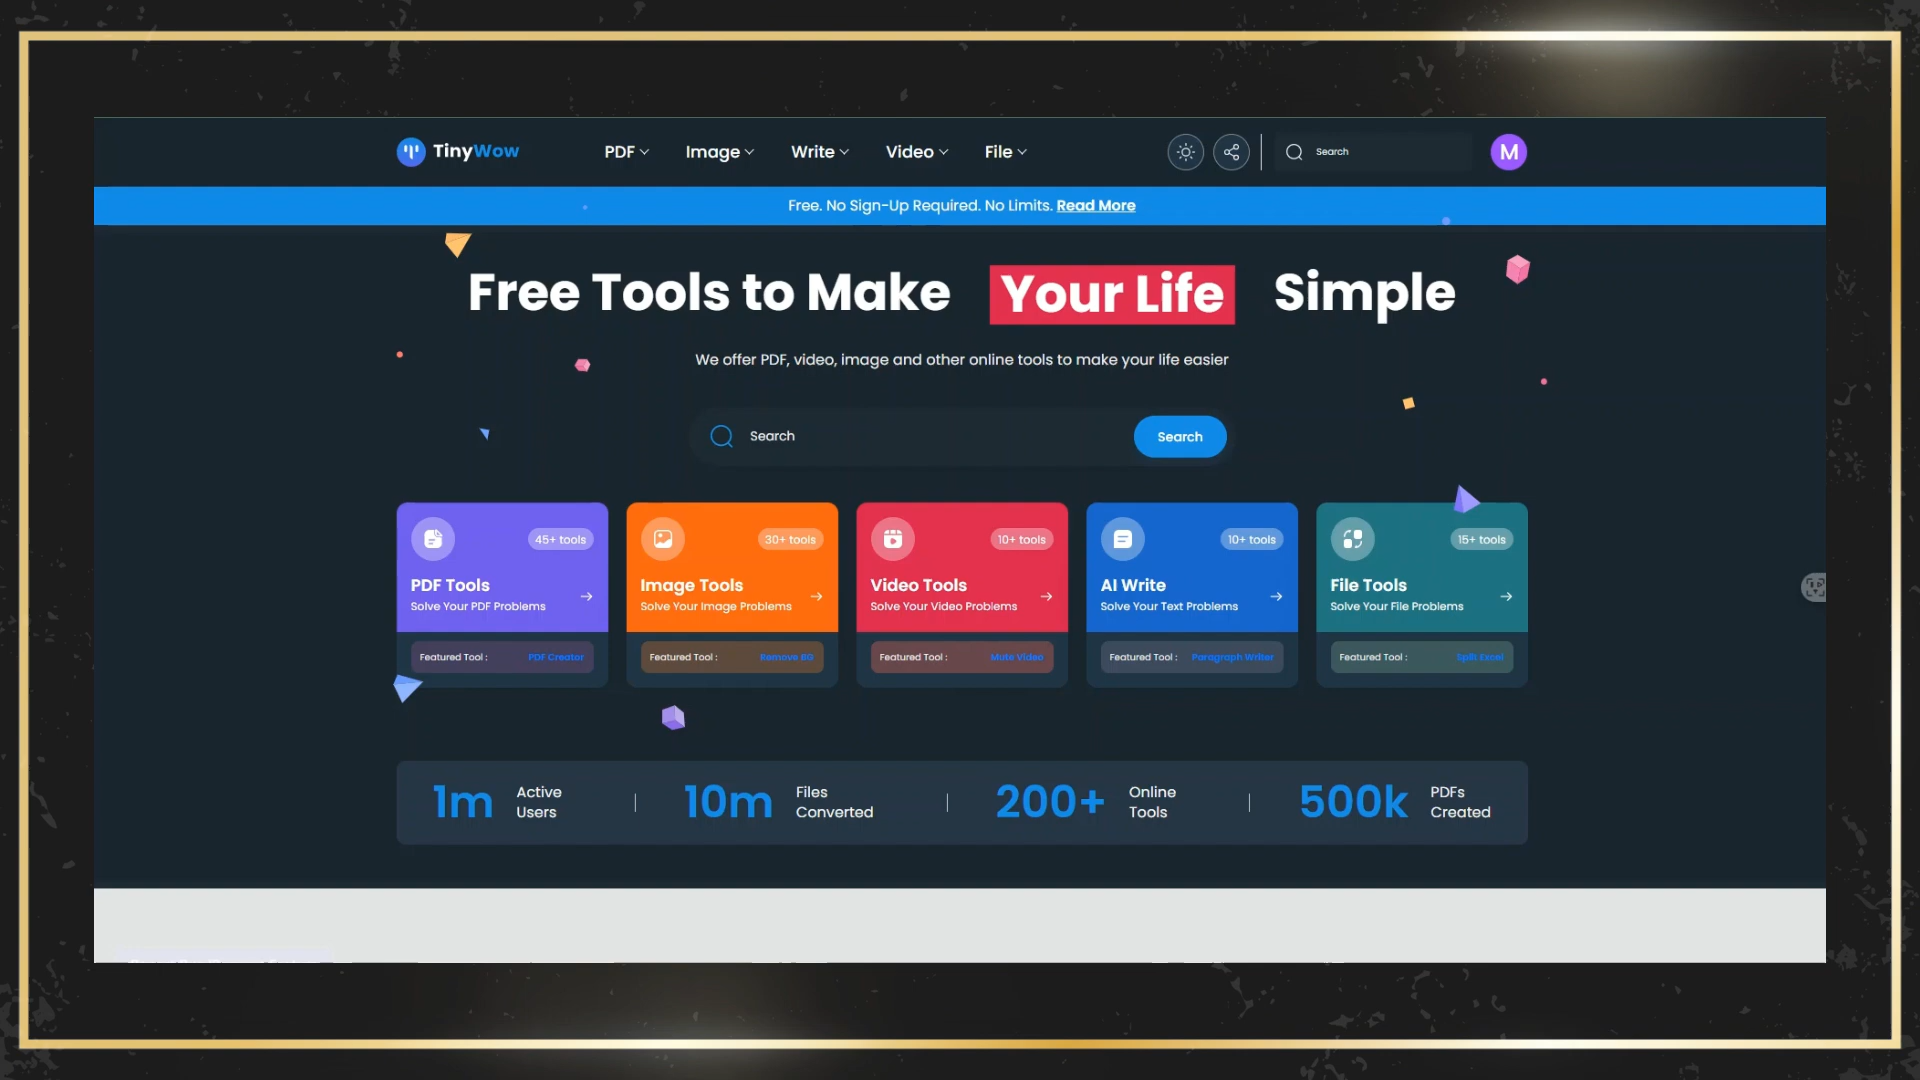 TinyWow
PDF
Image
Write
Video
File
Search
M
Free. No Sign-Up Required. No Limits. Read More
Free Tools to Make Your Life Simple
We offer PDF, video, image and other online tools to make your life easier
Search
Search
45+ tools
PDF Tools
Solve Your PDF Problems
Featured Tool :
PDF Creator
30+ tools
Image Tools
Solve Your Image Problems
Featured Tool :
Remove BG
10+ tools
Video Tools
Solve Your Video Problems
Featured Tool :
Mute Video
10+ tools
AI Write
Solve Your Text Problems
Featured Tool :
Paragraph Writer
15+ tools
File Tools
Solve Your File Problems
Featured Tool :
Split Excel
1m
Active
Users
10m
Files
Converted
200+
Online
Tools
500k
PDFs
Created